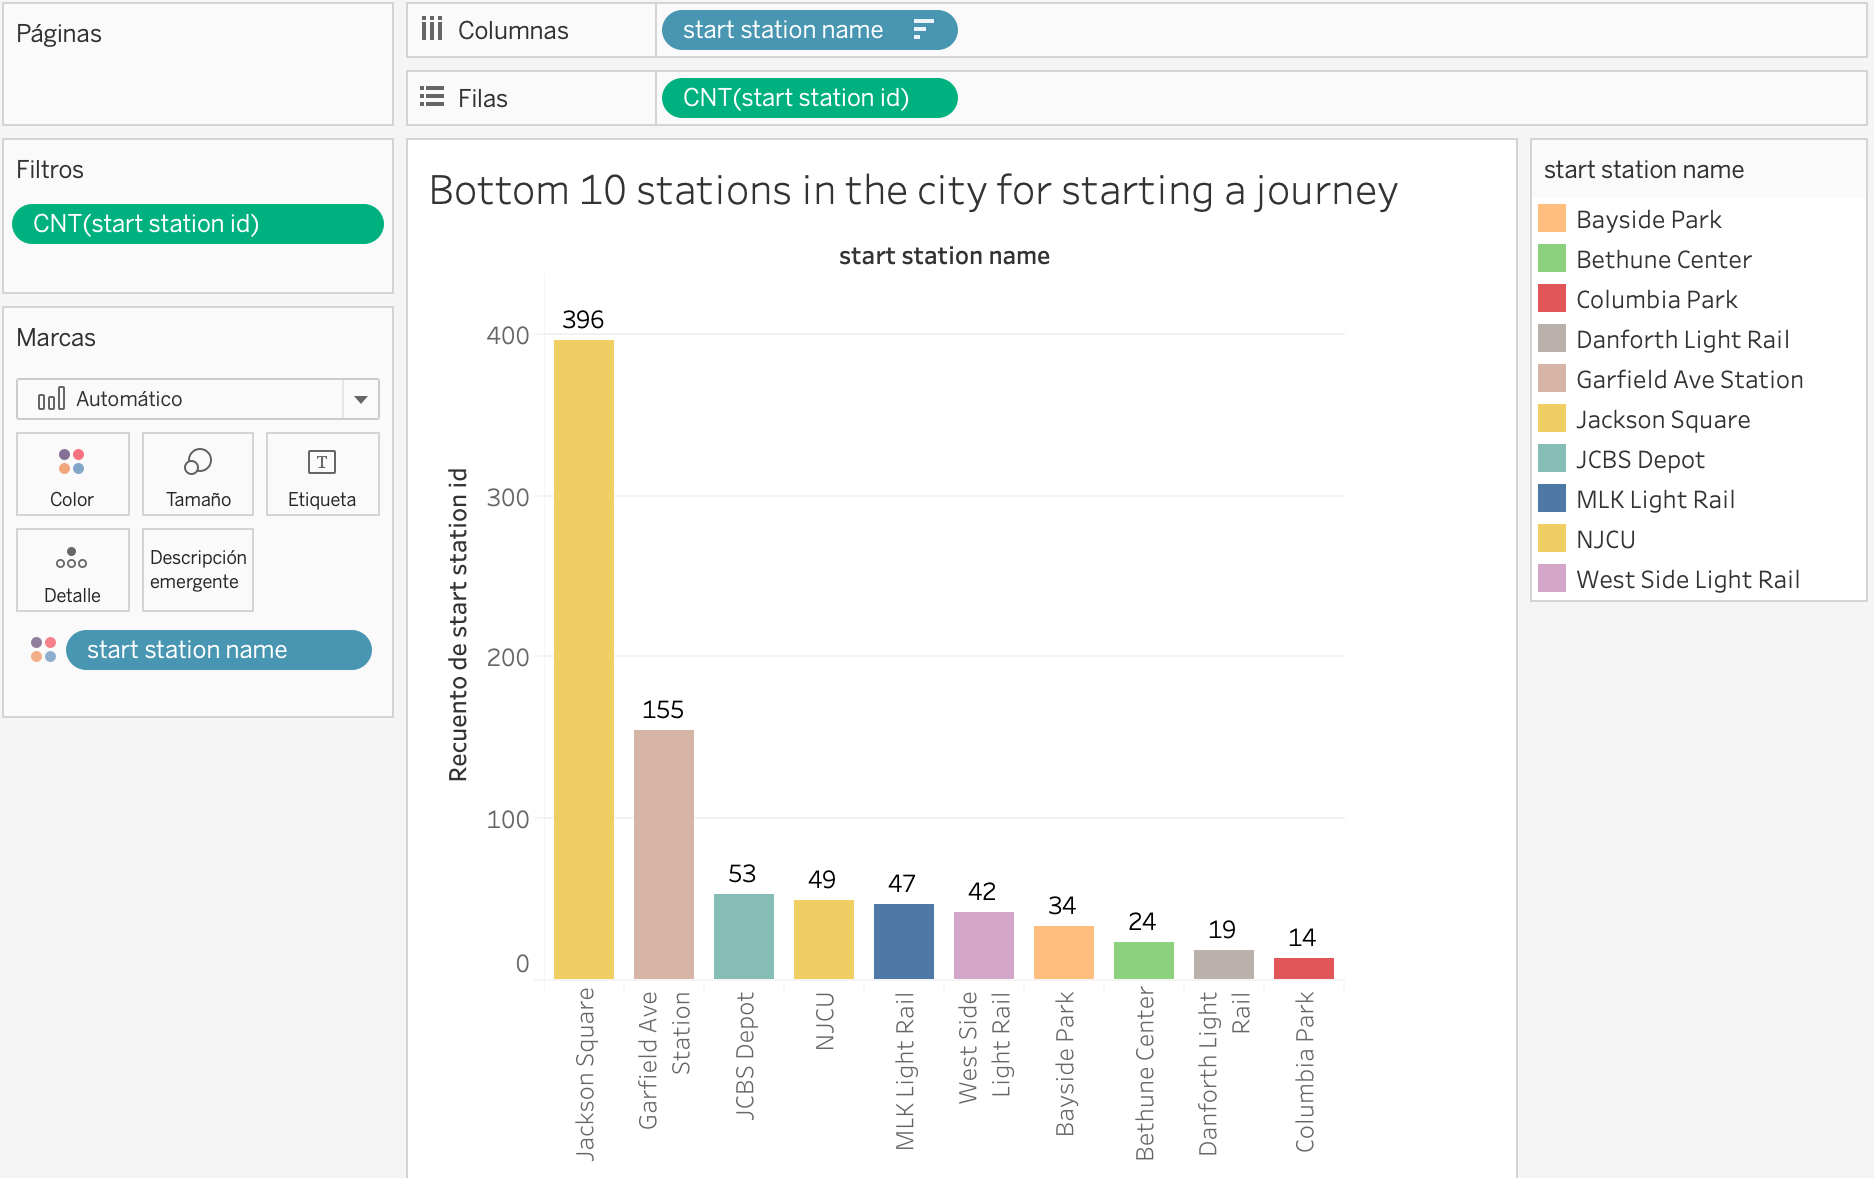 Páginas
Columnas
start station name
Filas
CNT(start station id)
Filtros
CNT(start station id)
Marcas
Automático
Color
Tamaño
T
Etiqueta
Detalle
Descripción
emergente
start station name
Bottom 10 stations in the city for starting a journey
start station name
Recuento de start station id
400
300
200
100
0
396
155
53
49
47
42
34
24
19
14
Jackson Square
Garfield Ave
Station
JCBS Depot
NJCU
MLK Light Rail
West Side
Light Rail
Bayside Park
Bethune Center
Danforth Light
Rail
Columbia Park
start station name
Bayside Park
Bethune Center
Columbia Park
Danforth Light Rail
Garfield Ave Station
Jackson Square
JCBS Depot
MLK Light Rail
NJCU
West Side Light Rail